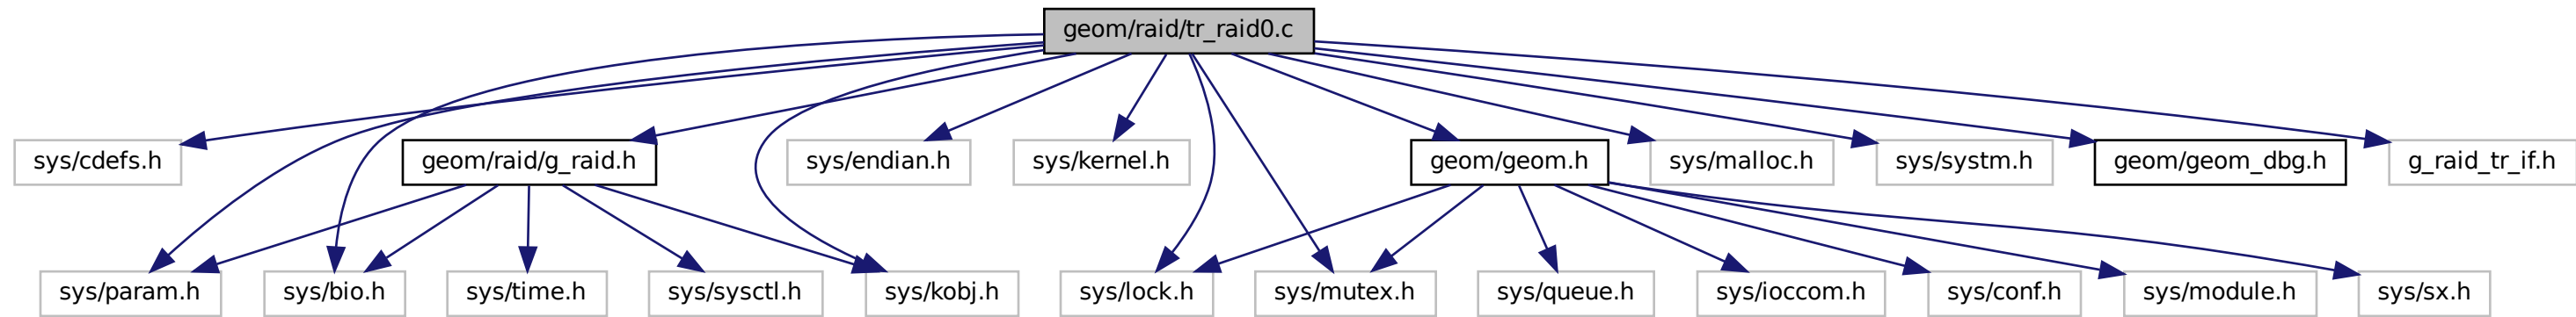 geom/raid/tr_raid0.c
sys/cdefs.h
geom/raid/g_raid.h
sys/endian.h
sys/kernel.h
geom/geom.h
sys/malloc.h
sys/systm.h
geom/geom_dbg.h
g_raid_tr_if.h
sys/param.h
sys/bio.h
sys/time.h
sys/sysctl.h
sys/kobj.h
sys/lock.h
sys/mutex.h
sys/queue.h
sys/ioccom.h
sys/conf.h
sys/module.h
sys/sx.h